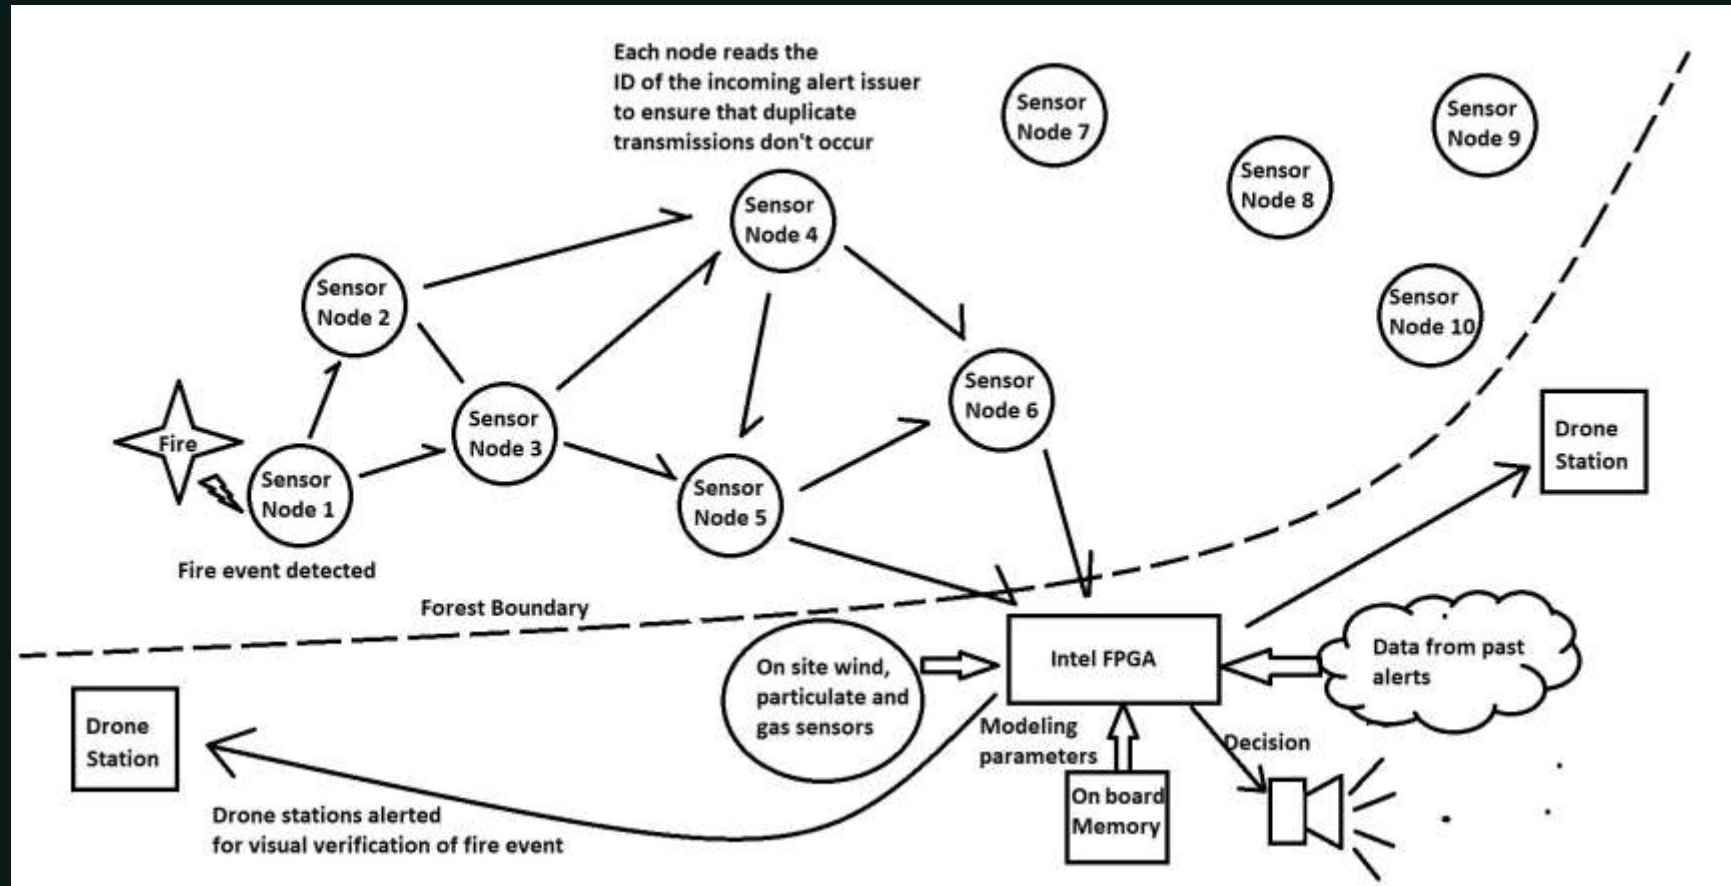 Each node reads the
ID of the incoming alert issuer
to ensure that duplicate
transmissions don't occur
Sensor
Node 7
Sensor
Node 9
Sensor
Node 8
Sensor
Node 4
Sensor
Node 2
Sensor
Node 10
Sensor
Node 6
Sensor
Node 3
Fire
Sensor
Node 1
Sensor
Node 5
Drone
Station
Fire event detected
Forest Boundary
On site wind,
particulate and
gas sensors
Intel FPGA
Data from past
alerts
Drone
Station
Modeling
parameters
Decision
On board
Memory
Drone stations alerted
for visual verification of fire event